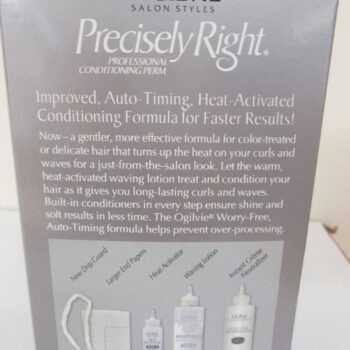 SALON STYLES
Precisely Right®
PROFESSIONAL
CONDITIONING PERM
Improved, Auto-Timing, Heat-Activated
Conditioning Formula for Faster Results!
Now – a gentler, more effective formula for color-treated
or delicate hair that turns up the heat on your curls and
waves for a just-from-the-salon look. Let the warm,
heat-activated waving lotion treat and condition your
hair as it gives you long-lasting curls and waves.
Built-in conditioners in every step ensure shine and
soft results in less time. The Ogilvie® Worry-Free,
Auto-Timing formula helps prevent over-processing.
New Drip Guard
Larger End Papers
Heat Activator
Waving Lotion
Instant Crème
Neutralizer